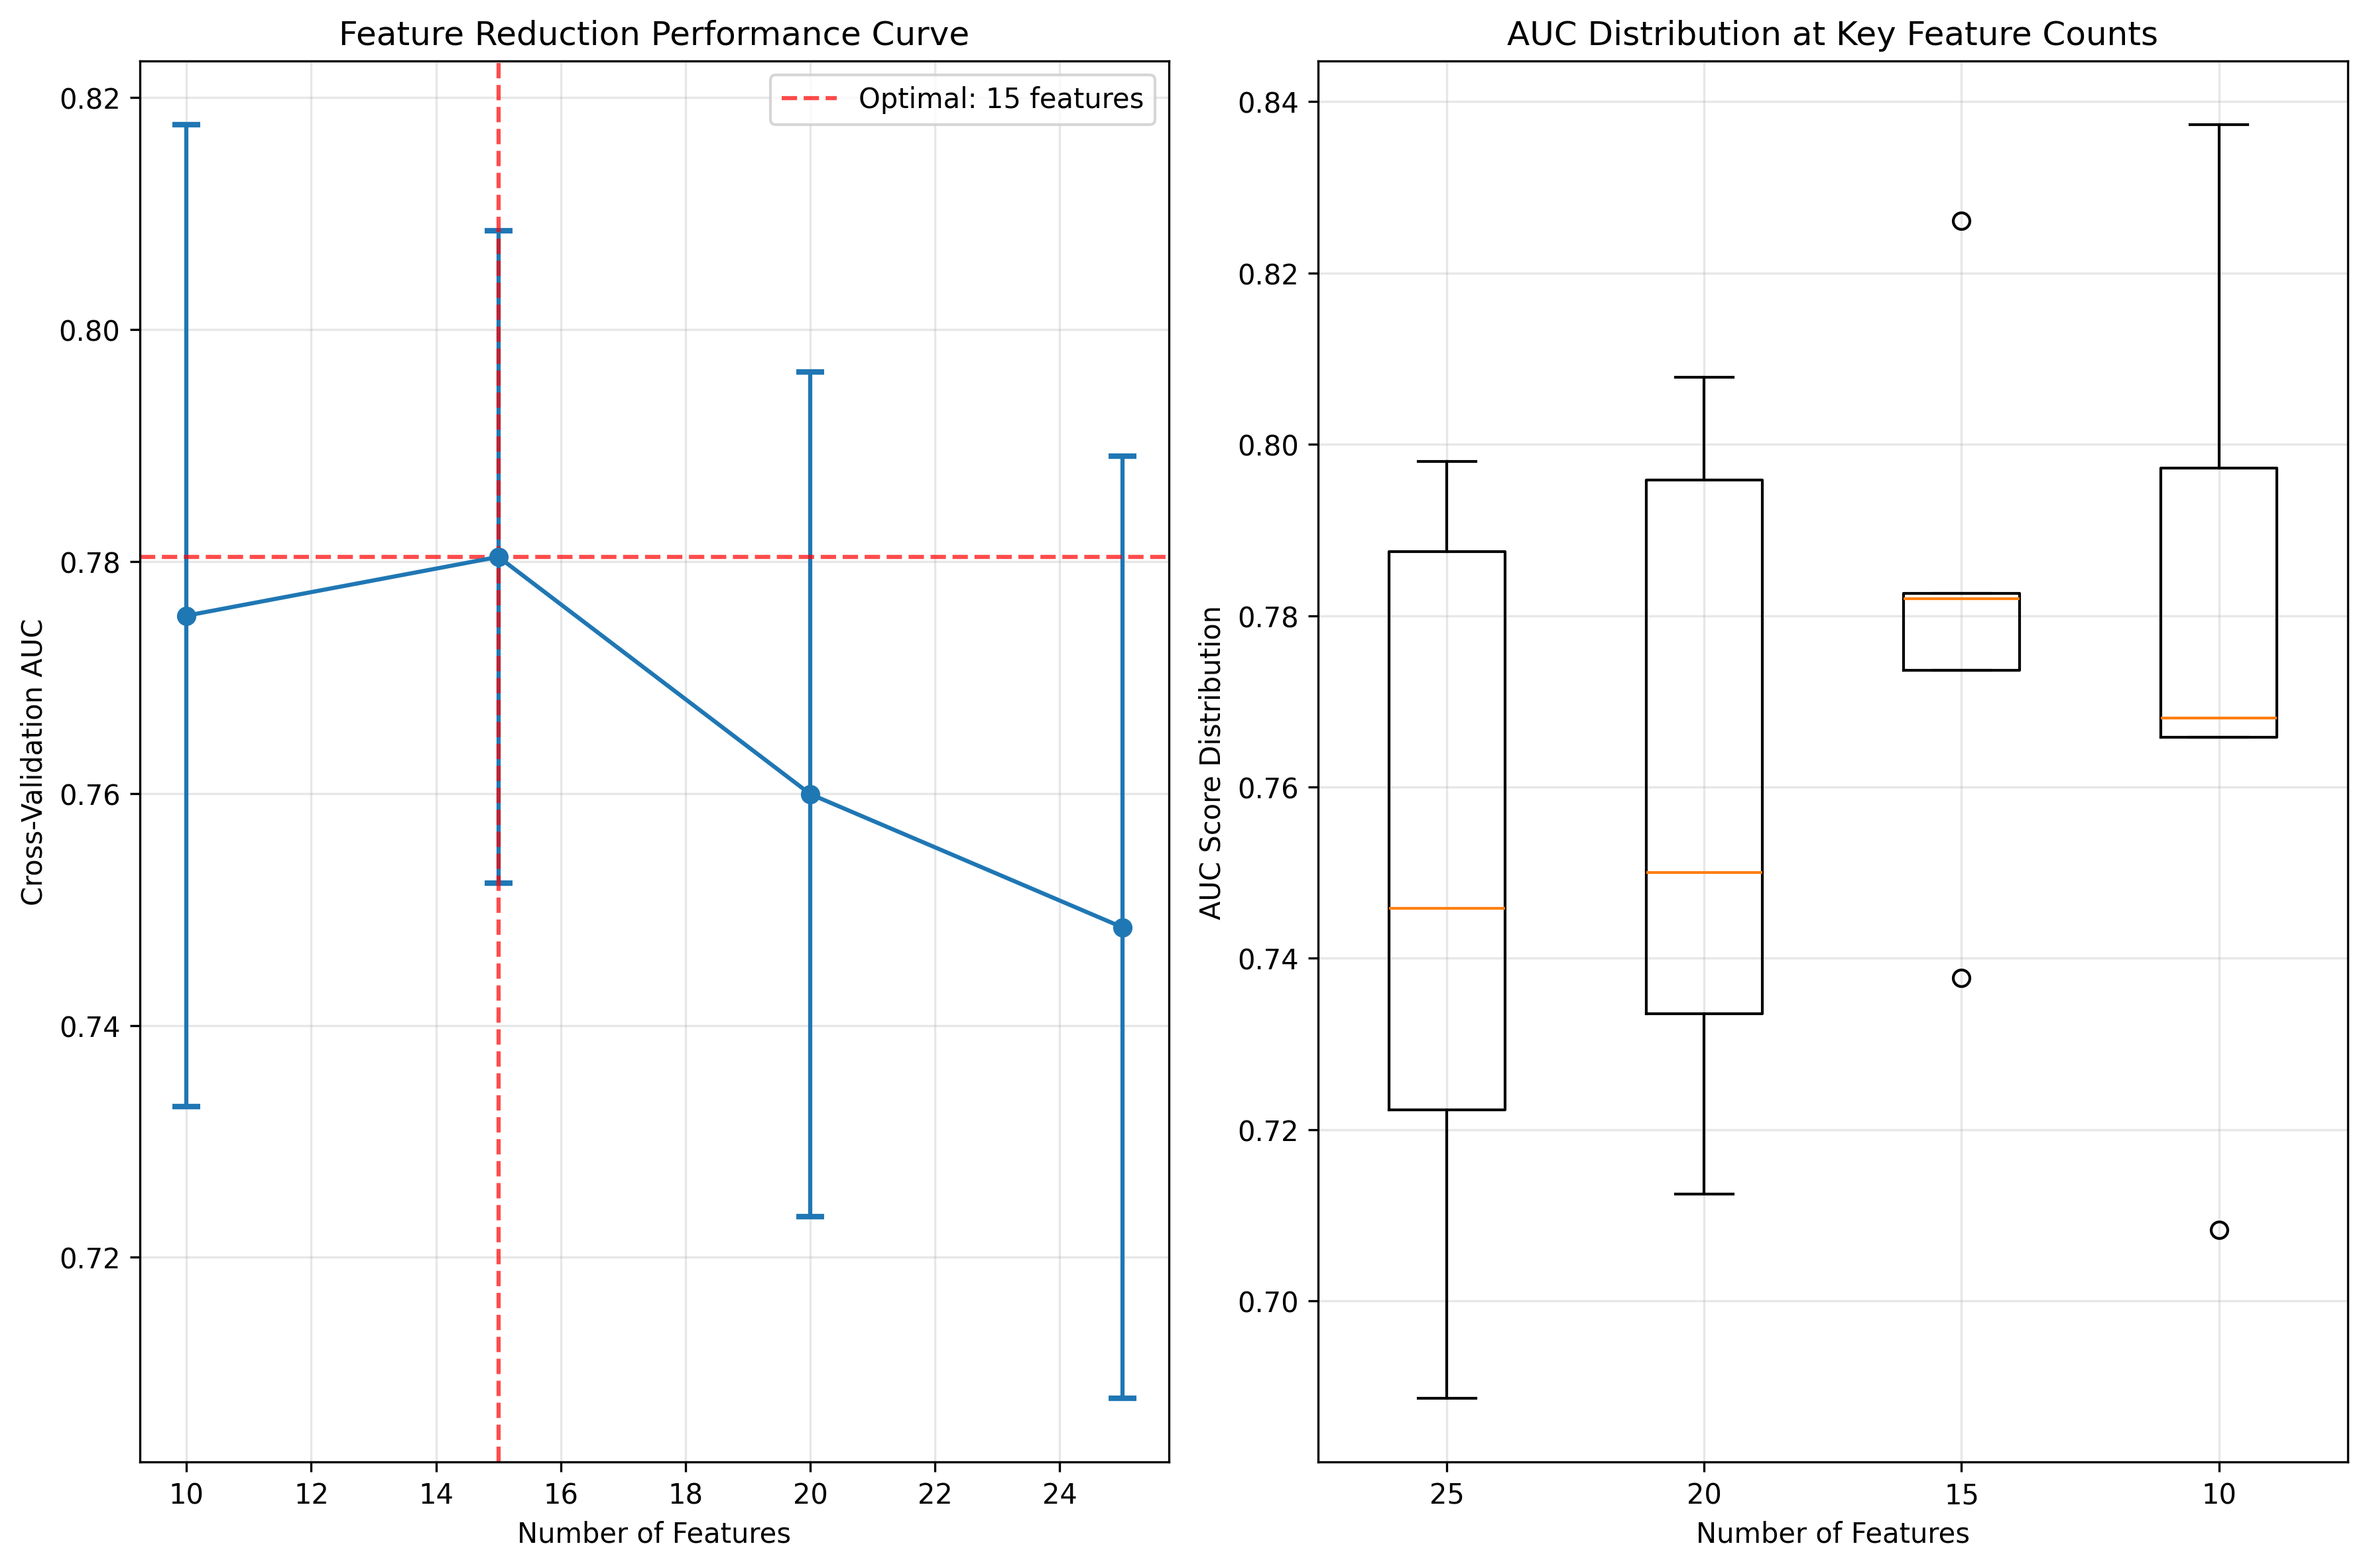 Feature Reduction Performance Curve
Optimal: 15 features
0.82
0.80
0.78
0.76
0.74
0.72
Cross-Validation AUC
10 12 14 16 18 20 22 24
Number of Features
AUC Distribution at Key Feature Counts
0.84
0.82
0.80
0.78
0.76
0.74
0.72
0.70
AUC Score Distribution
25 20 15 10
Number of Features